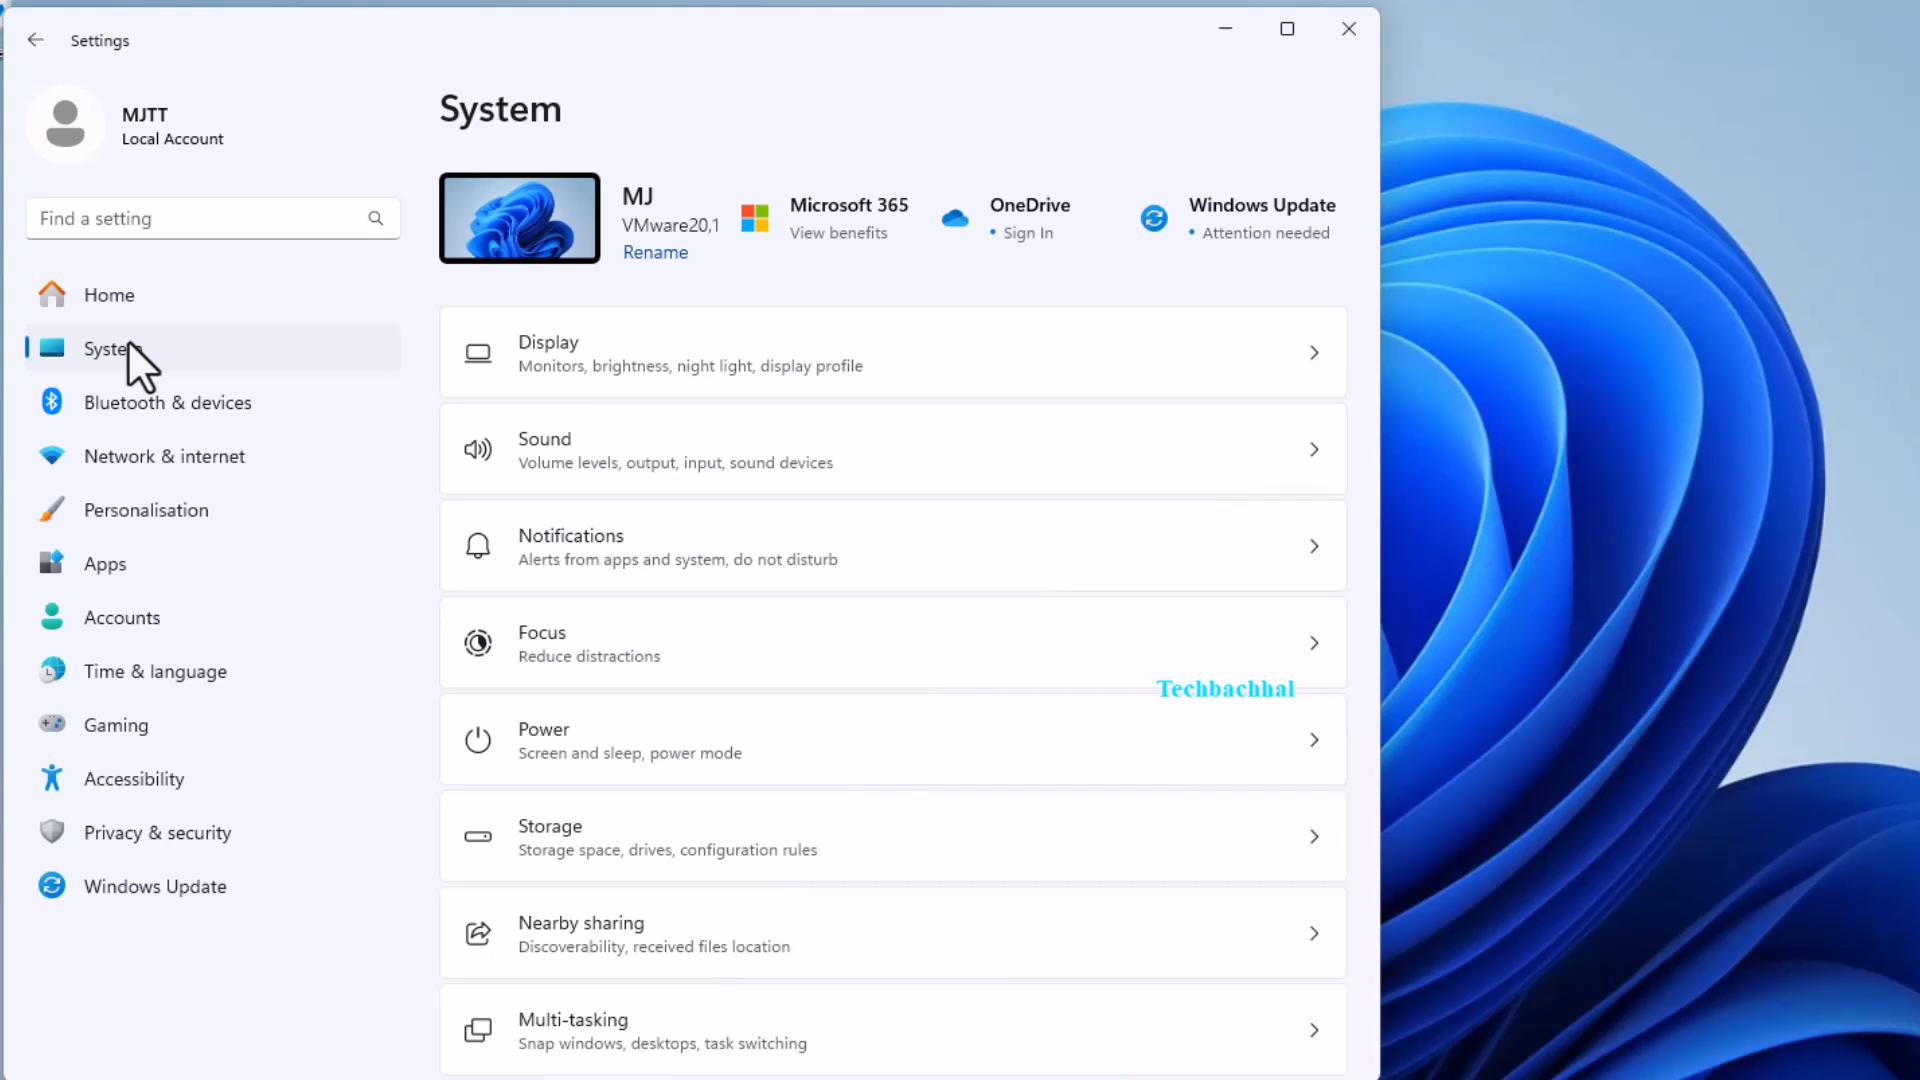 Settings
MJTT
Local Account
Find a setting
Home
System
Bluetooth & devices
Network & internet
Personalisation
Apps
Accounts
Time & language
Gaming
Accessibility
Privacy & security
Windows Update
System
MJ
VMware20,1
Rename
Microsoft 365
View benefits
OneDrive
• Sign In
Windows Update
• Attention needed
Display
Monitors, brightness, night light, display profile
Sound
Volume levels, output, input, sound devices
Notifications
Alerts from apps and system, do not disturb
Focus
Reduce distractions
Techbachhal
Power
Screen and sleep, power mode
Storage
Storage space, drives, configuration rules
Nearby sharing
Discoverability, received files location
Multi-tasking
Snap windows, desktops, task switching